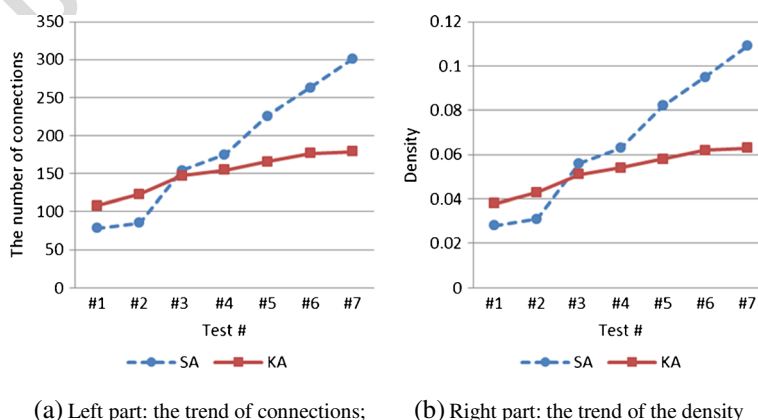 350
300
250
200
150
100
50
0
The number of connections
#1 #2 #3 #4 #5 #6 #7
Test #
SA KA
(a) Left part: the trend of connections;
0.12
0.1
0.08
0.06
0.04
0.02
0
Density
#1 #2 #3 #4 #5 #6 #7
Test #
SA KA
(b) Right part: the trend of the density